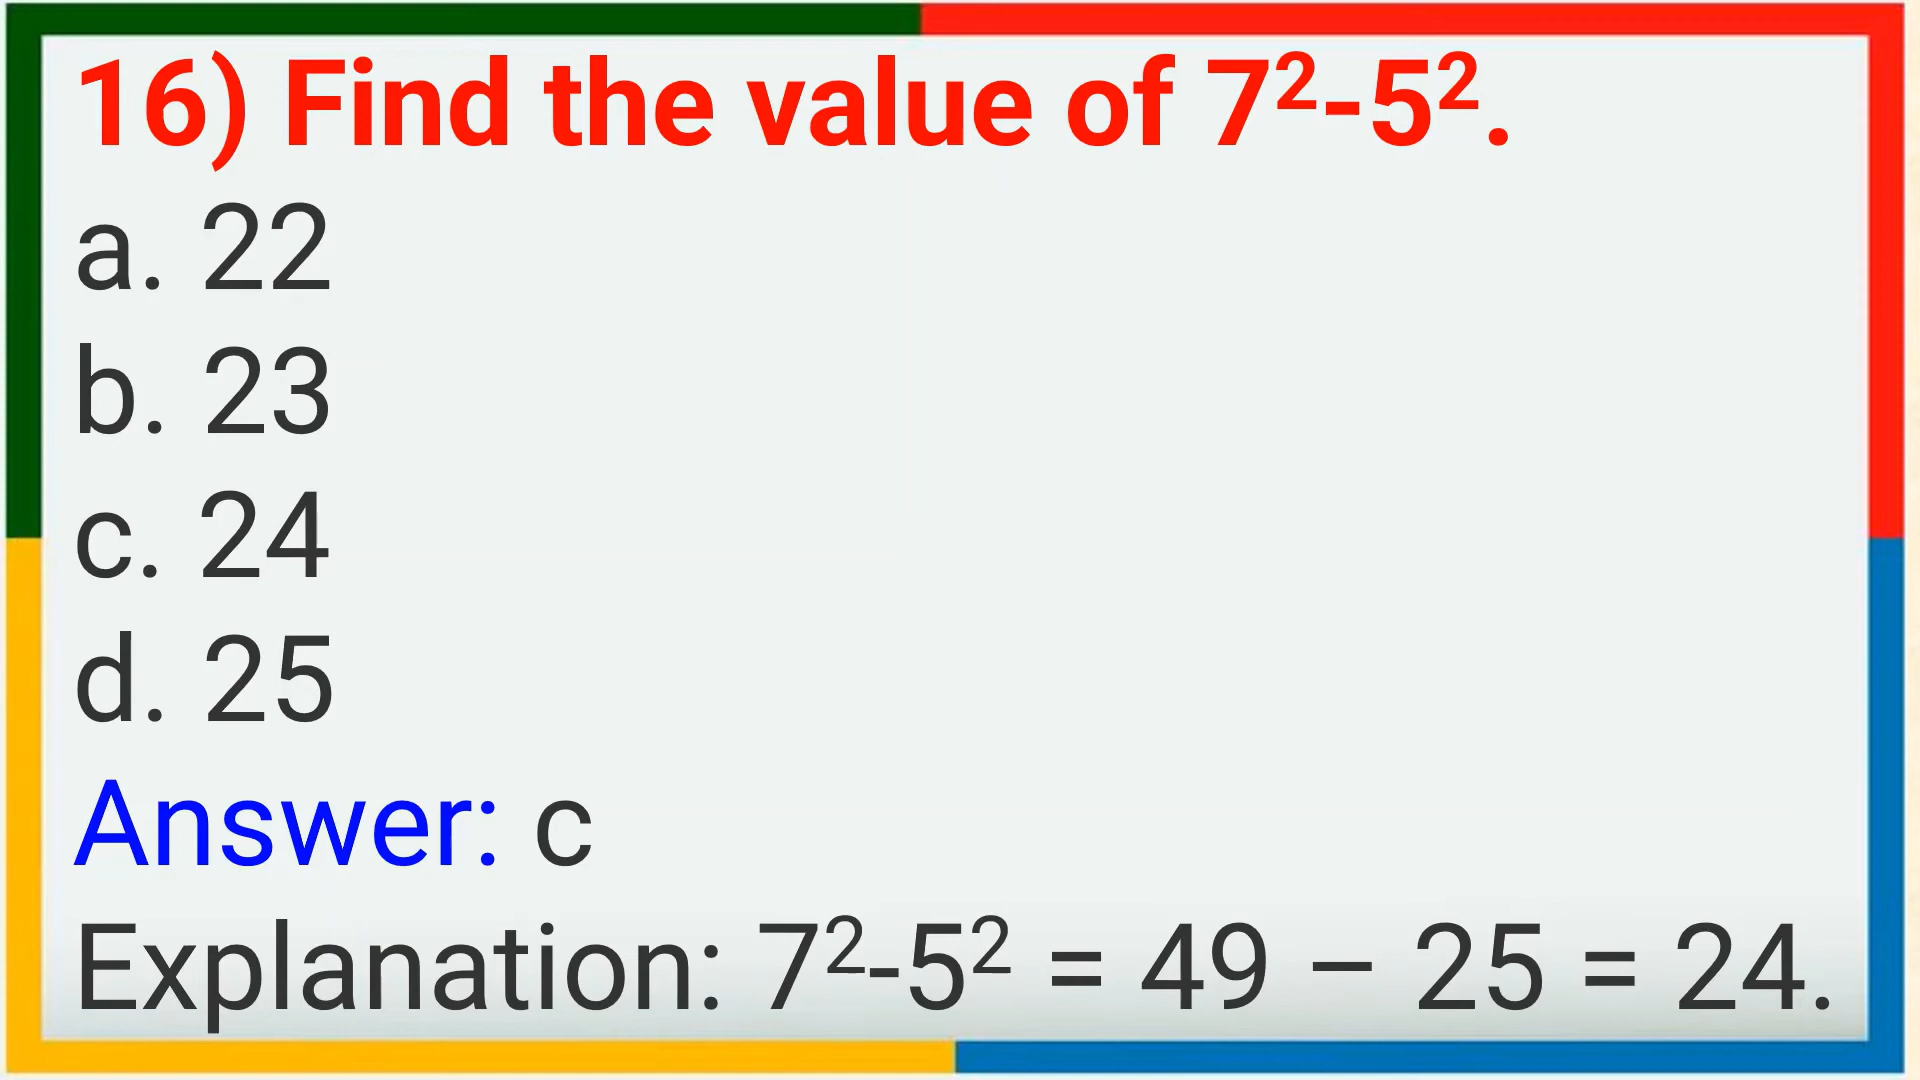 16) Find the value of 7²-5².
a. 22
b. 23
c. 24
d. 25
Answer: c
Explanation: 7²-5² = 49 – 25 = 24.